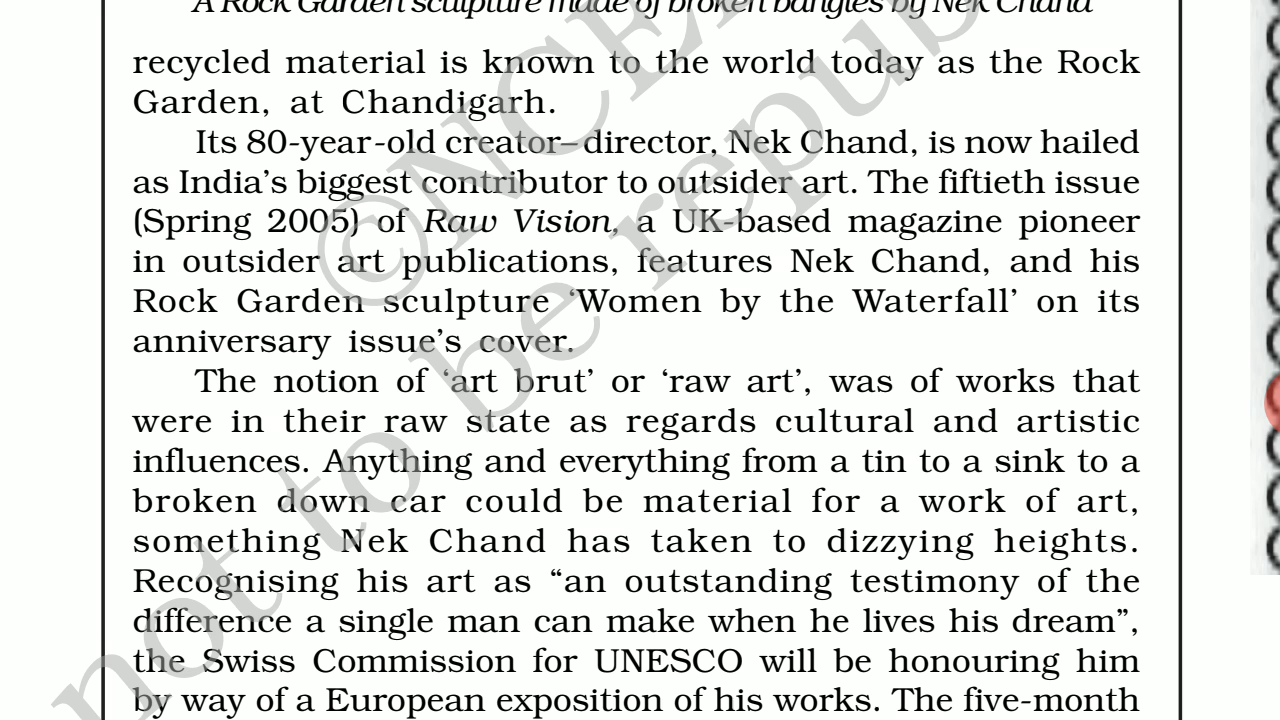 A Rock Garden sculpture made of broken bangles by Nek Chand
recycled material is known to the world today as the Rock
Garden, at Chandigarh.
Its 80-year-old creator–director, Nek Chand, is now hailed
as India’s biggest contributor to outsider art. The fiftieth issue
(Spring 2005) of Raw Vision, a UK-based magazine pioneer
in outsider art publications, features Nek Chand, and his
Rock Garden sculpture ‘Women by the Waterfall’ on its
anniversary issue’s cover.
The notion of ‘art brut’ or ‘raw art’, was of works that
were in their raw state as regards cultural and artistic
influences. Anything and everything from a tin to a sink to a
broken down car could be material for a work of art,
something Nek Chand has taken to dizzying heights.
Recognising his art as “an outstanding testimony of the
difference a single man can make when he lives his dream”,
the Swiss Commission for UNESCO will be honouring him
by way of a European exposition of his works. The five-month
©NCE
not to be repub